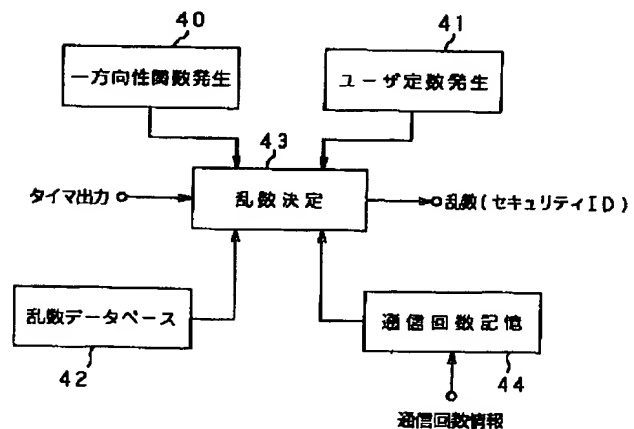 40
41
一方向性関数発生
ユーザ定数発生
43
タイマ出力
乱数決定
乱数(セキュリティID)
乱数データベース
通信回数記憶
42
44
通信回数情報